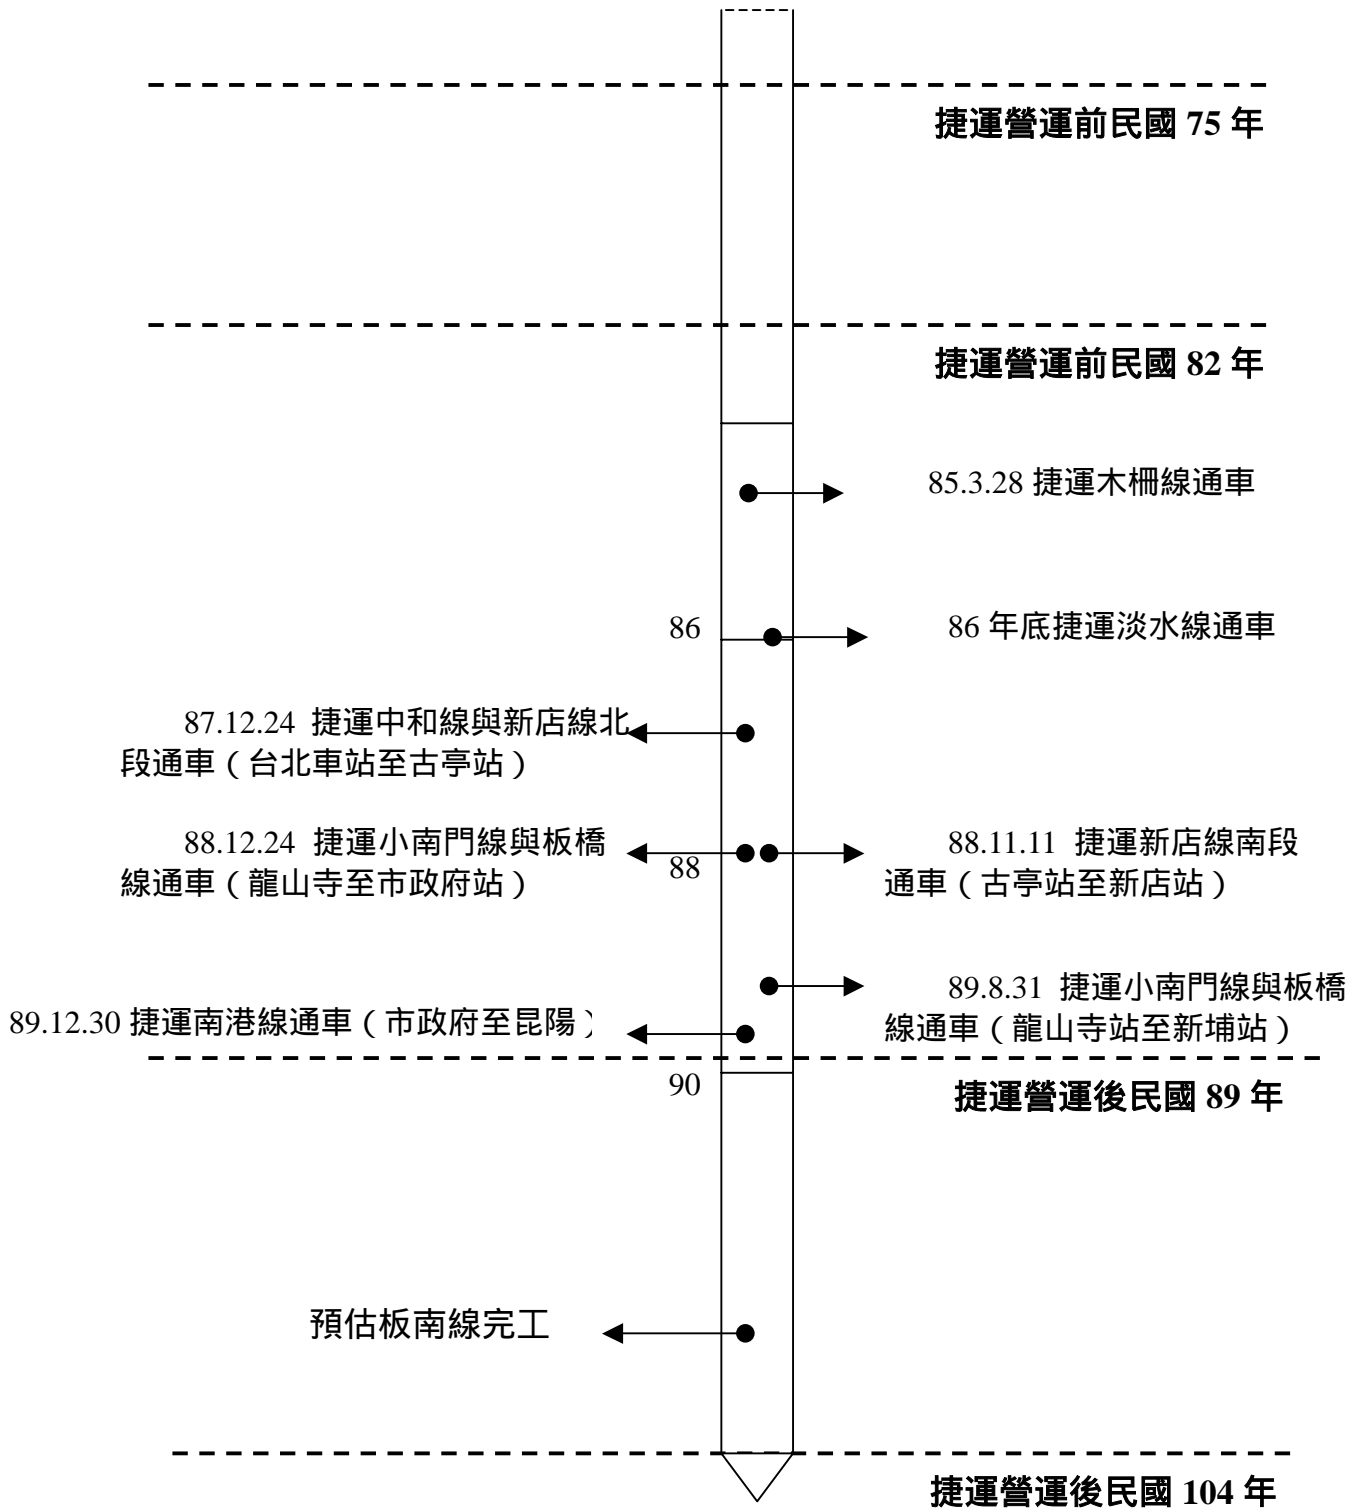 捷運營運前民國 75 年
捷運營運前民國 82 年
85.3.28 捷運木柵線通車
86
86 年底捷運淡水線通車
87.12.24 捷運中和線與新店線北
段通車（台北車站至古亭站）
88.12.24 捷運小南門線與板橋
線通車（龍山寺至市政府站）
88
88.11.11 捷運新店線南段
通車（古亭站至新店站）
89.8.31 捷運小南門線與板橋
線通車（龍山寺站至新埔站）
89.12.30 捷運南港線通車（市政府至昆陽）
90
捷運營運後民國 89 年
預估板南線完工
捷運營運後民國 104 年